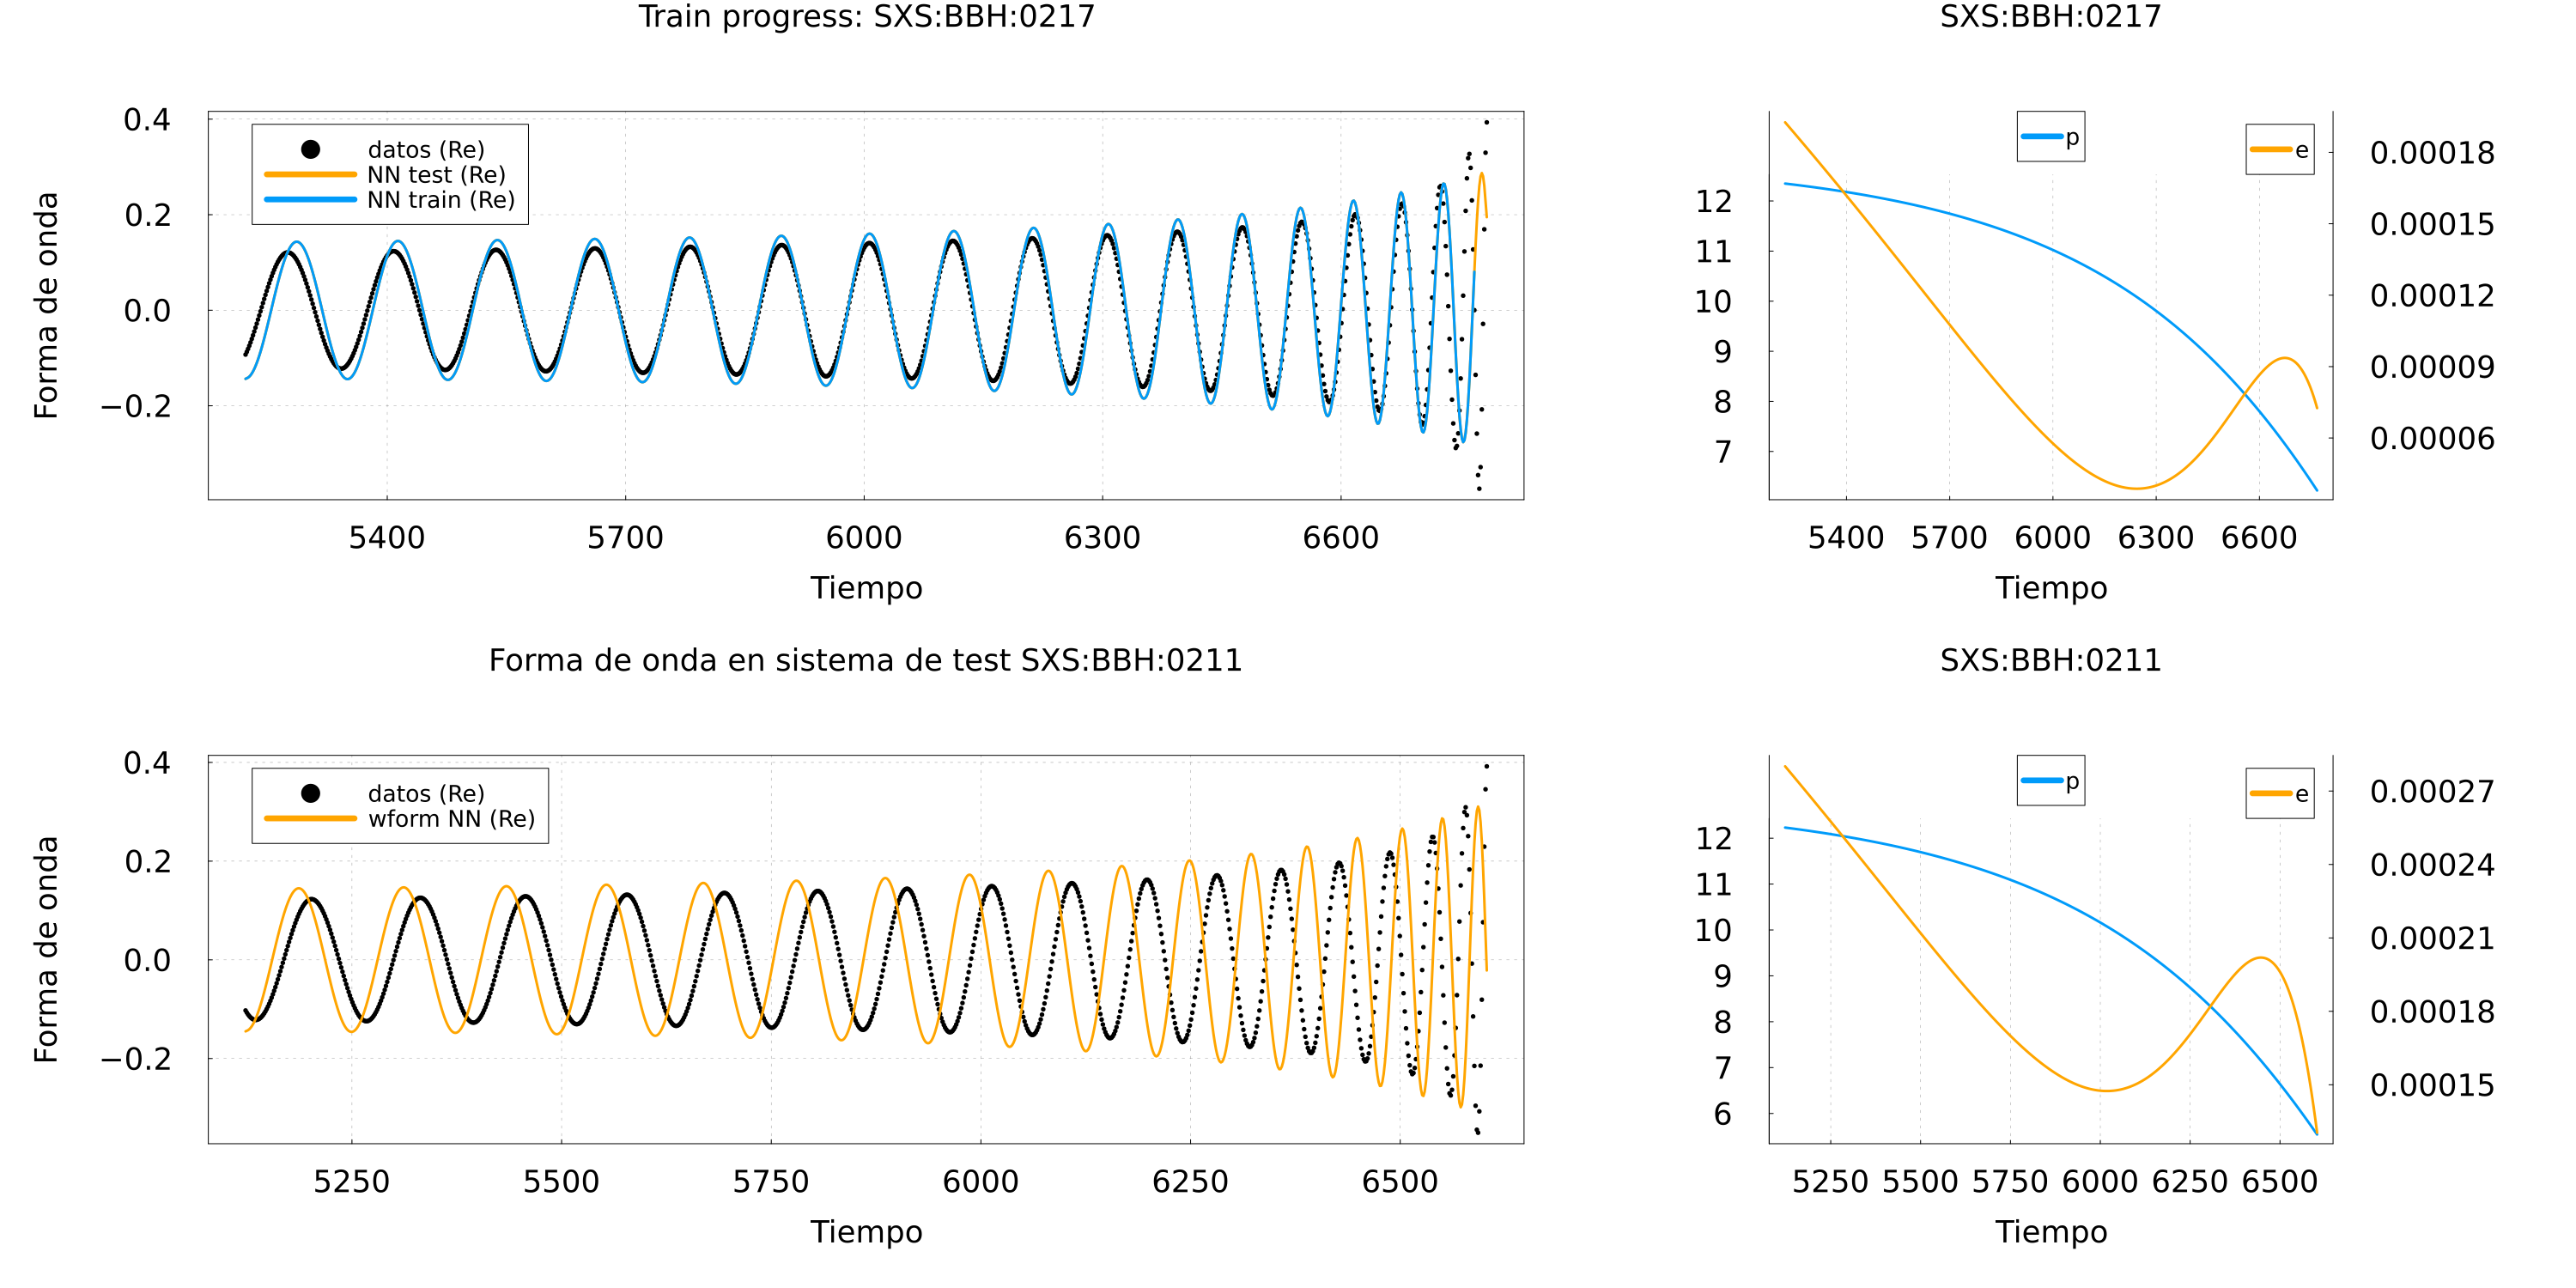 Train progress: SXS:BBH:0217
0.4
0.2
0.0
−0.2
Forma de onda
datos (Re)
NN test (Re)
NN train (Re)
5400 5700 6000 6300 6600
Tiempo
SXS:BBH:0217
12
11
10
9
8
7
p
e
0.00018
0.00015
0.00012
0.00009
0.00006
5400 5700 6000 6300 6600
Tiempo
Forma de onda en sistema de test SXS:BBH:0211
0.4
0.2
0.0
−0.2
Forma de onda
datos (Re)
wform NN (Re)
5250 5500 5750 6000 6250 6500
Tiempo
SXS:BBH:0211
12
11
10
9
8
7
6
p
e
0.00027
0.00024
0.00021
0.00018
0.00015
5250 5500 5750 6000 6250 6500
Tiempo